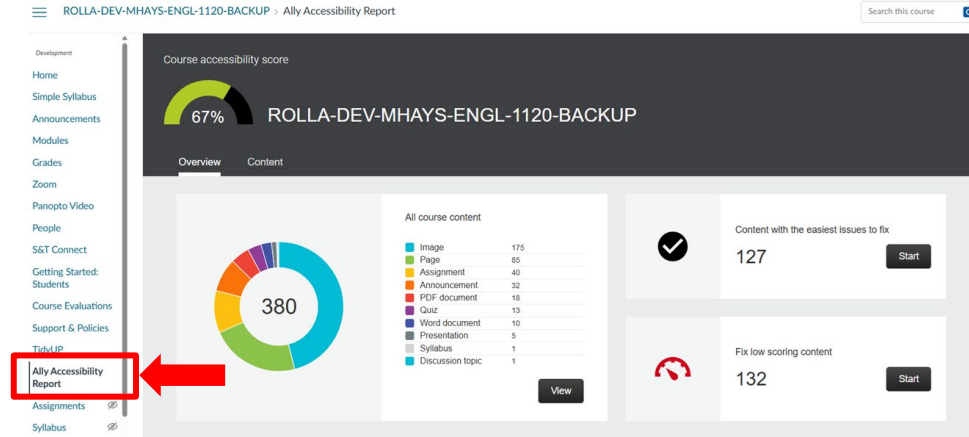 ROLLA-DEV-MHAYS-ENGL-1120-BACKUP > Ally Accessibility Report
Search this course
Development
Home
Simple Syllabus
Announcements
Modules
Grades
Zoom
Panopto Video
People
S&T Connect
Getting Started:
Students
Course Evaluations
Support & Policies
TidyUP
Ally Accessibility
Report
Assignments
Syllabus
Course accessibility score
67%
ROLLA-DEV-MHAYS-ENGL-1120-BACKUP
Overview Content
380
All course content
Image 175
Page 85
Assignment 40
Announcement 32
PDF document 18
Quiz 13
Word document 10
Presentation 5
Syllabus 1
Discussion topic 1
View
Content with the easiest issues to fix
127
Start
Fix low scoring content
132
Start